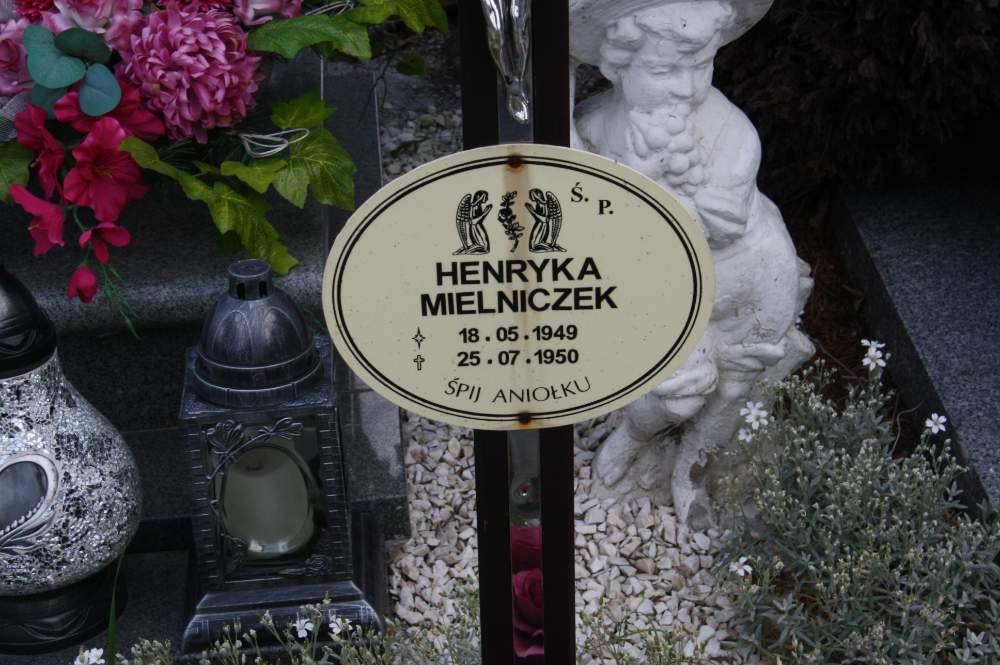 Ś. P.
HENRYKA
MIELNICZEK
18.05.1949
25.07.1950
ŚPIJ ANIOŁKU